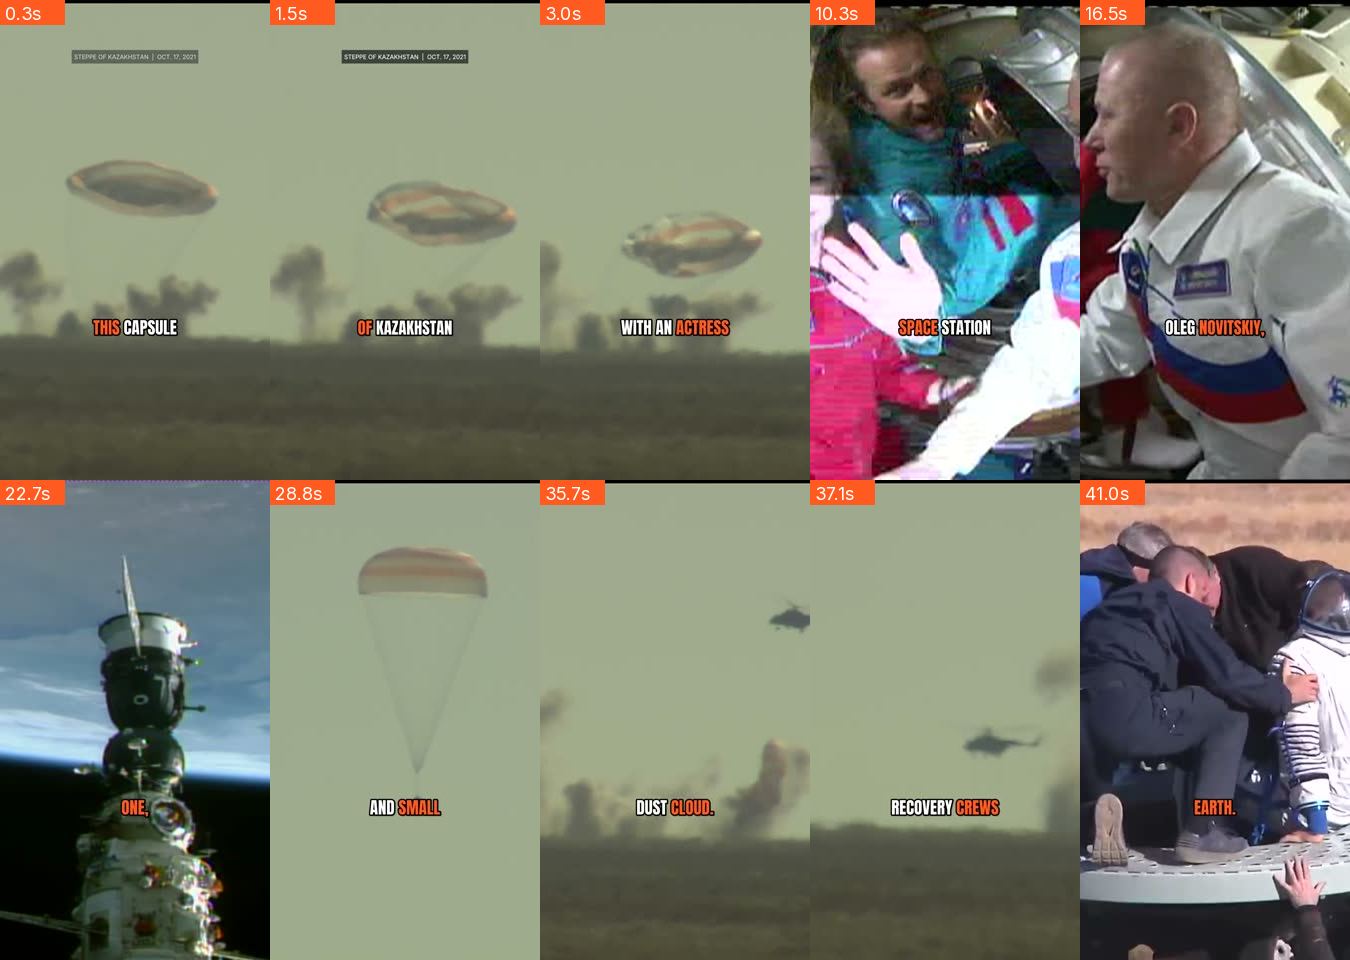 0.3s
STEPPE OF KAZAKHSTAN | OCT. 17, 2021
THIS CAPSULE
1.5s
STEPPE OF KAZAKHSTAN | OCT. 17, 2021
OF KAZAKHSTAN
3.0s
WITH AN ACTRESS
10.3s
SPACE STATION
16.5s
OLEG NOVITSKIY,
22.7s
ONE,
28.8s
AND SMALL
35.7s
DUST CLOUD.
37.1s
RECOVERY CREWS
41.0s
EARTH.